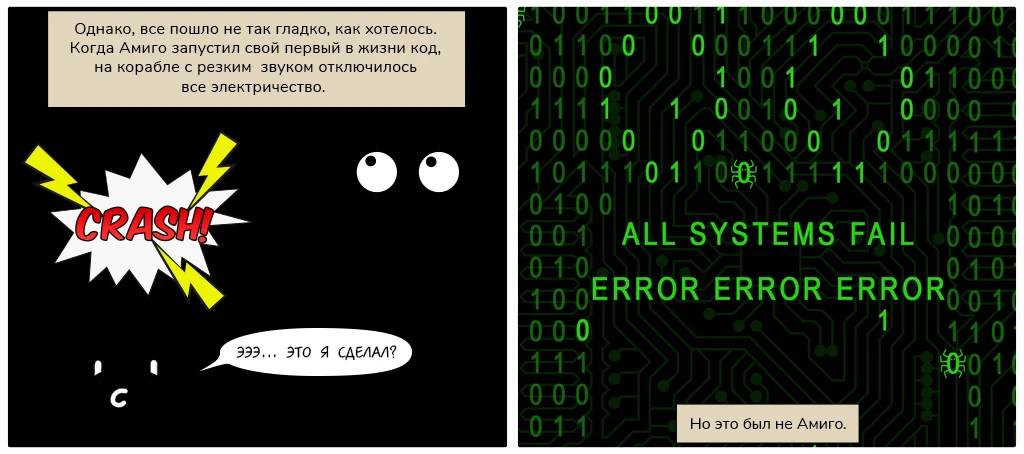 Однако, все пошло не так гладко, как хотелось.
Когда Амиго запустил свой первый в жизни код,
на корабле с резким звуком отключилось
все электричество.
CRASH!
ЭЭЭ... ЭТО Я СДЕЛАЛ?
C
ALL SYSTEMS FAIL
ERROR ERROR ERROR
Но это был не Амиго.